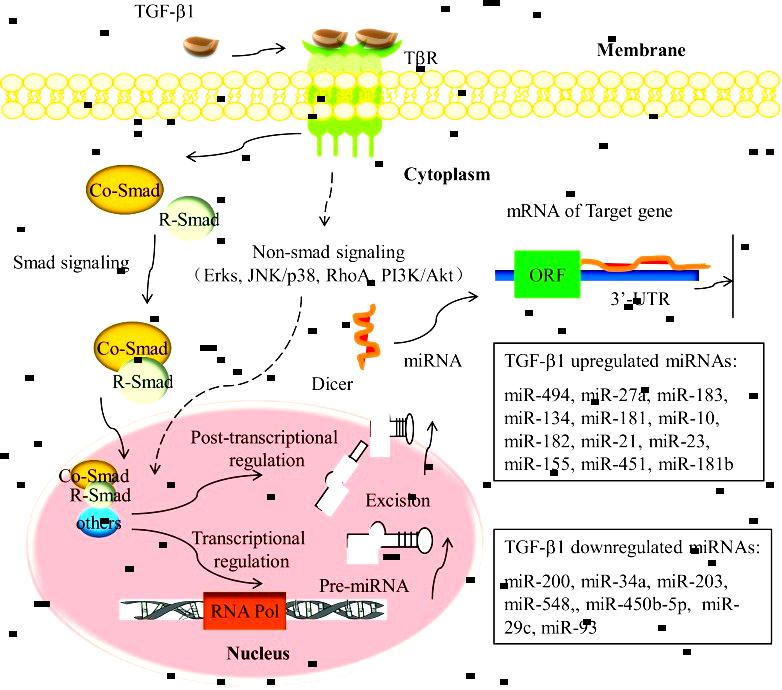 TGF-β1
TβR
Membrane
Cytoplasm
Co-Smad
R-Smad
mRNA of Target gene
Smad signaling
Non-smad signaling
(Erks, JNK/p38, RhoA, PI3K/Akt)
ORF
3'-UTR
Co-Smad
R-Smad
miRNA
Dicer
TGF-β1 upregulated miRNAs:
miR-494, miR-27a, miR-183,
miR-134, miR-181, miR-10,
miR-182, miR-21, miR-23,
miR-155, miR-451, miR-181b
Post-transcriptional
regulation
Co-Smad
R-Smad
others
Excision
Transcriptional
regulation
Pre-miRNA
RNA Pol
Nucleus
TGF-β1 downregulated miRNAs:
miR-200, miR-34a, miR-203,
miR-548,, miR-450b-5p, miR-
29c, miR-93